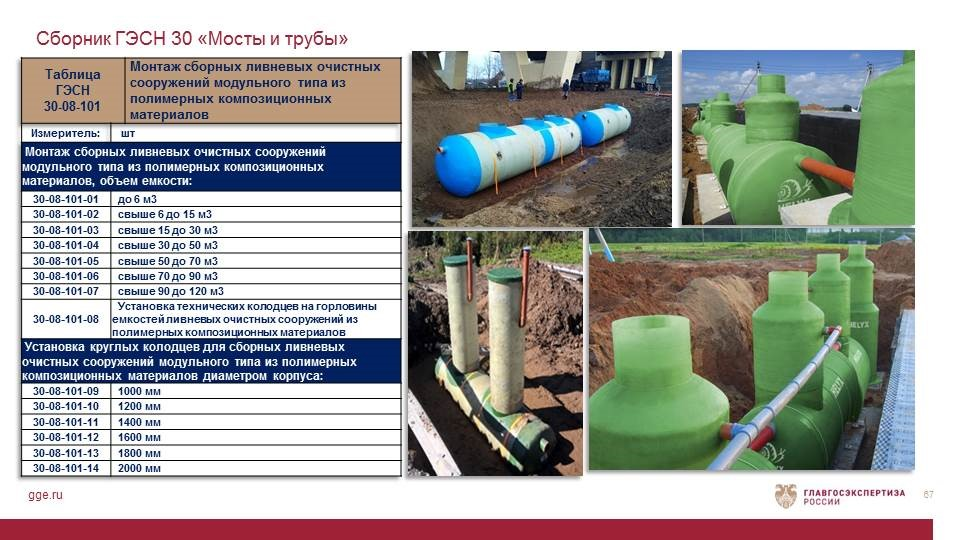 Сборник ГЭСН 30 «Мосты и трубы»
Таблица
ГЭСН
30-08-101
Монтаж сборных ливневых очистных
сооружений модульного типа из
полимерных композиционных
материалов
Измеритель: шт
Монтаж сборных ливневых очистных сооружений
модульного типа из полимерных композиционных
материалов, объем емкости:
30-08-101-01 до 6 м3
30-08-101-02 свыше 6 до 15 м3
30-08-101-03 свыше 15 до 30 м3
30-08-101-04 свыше 30 до 50 м3
30-08-101-05 свыше 50 до 70 м3
30-08-101-06 свыше 70 до 90 м3
30-08-101-07 свыше 90 до 120 м3
30-08-101-08
Установка технических колодцев на горловины
емкостей ливневых очистных сооружений из
полимерных композиционных материалов
Установка круглых колодцев для сборных ливневых
очистных сооружений модульного типа из полимерных
композиционных материалов диаметром корпуса:
30-08-101-09 1000 мм
30-08-101-10 1200 мм
30-08-101-11 1400 мм
30-08-101-12 1600 мм
30-08-101-13 1800 мм
30-08-101-14 2000 мм
HELYX
HELYX
HELYX
gge.ru
ГЛАВГОСЭКСПЕРТИЗА
РОССИИ
67